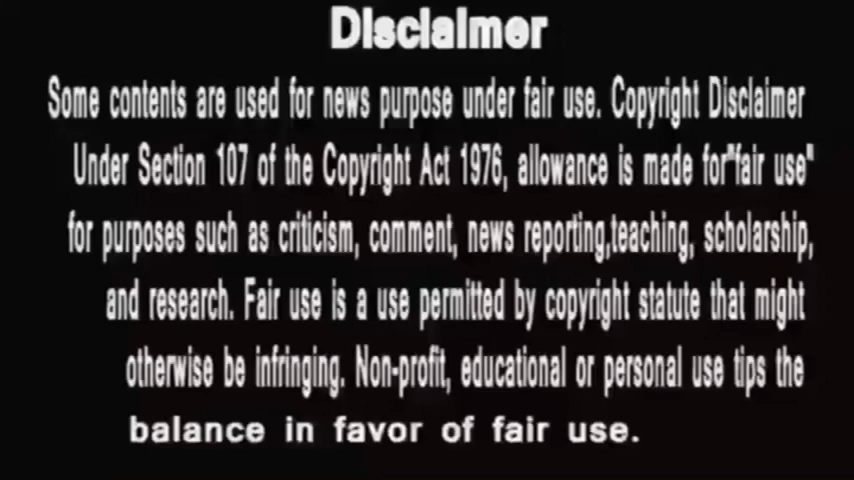 Disclaimer
Some contents are used for news purpose under fair use. Copyright Disclaimer
Under Section 107 of the Copyright Act 1976, allowance is made for"fair use"
for purposes such as criticism, comment, news reporting,teaching, scholarship,
and research. Fair use is a use permitted by copyright statute that might
otherwise be infringing. Non-profit, educational or personal use tips the
balance in favor of fair use.